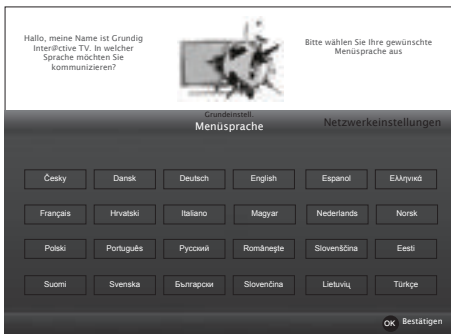 Hallo, meine Name ist Grundig
Inter@ctive TV. In welcher
Sprache möchten Sie
kommunizieren?
Bitte wählen Sie Ihre gewünschte
Menüsprache aus
Grundeinstell.
Menüsprache
Netzwerkeinstellungen
Česky Dansk Deutsch English Espanol Ελληνικά
Français Hrvatski Italiano Magyar Nederlands Norsk
Polski Português Русский Românește Slovenščina Eesti
Suomi Svenska Български Slovenčina Lietuvių Türkçe
OK Bestätigen